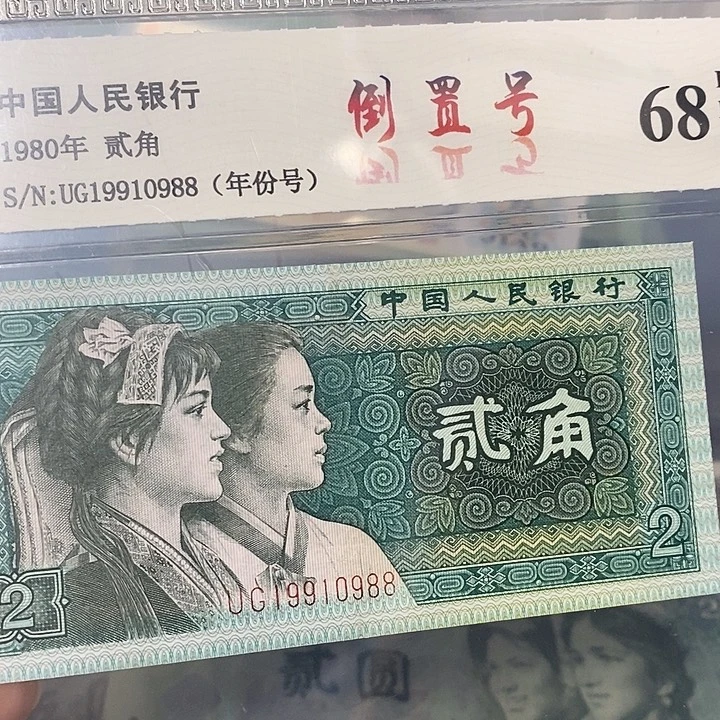 中国人民银行
1980年 贰角
S/N:UG19910988（年份号）
倒置号
68
中国人民银行
贰角
2
2
UG19910988
贰圆